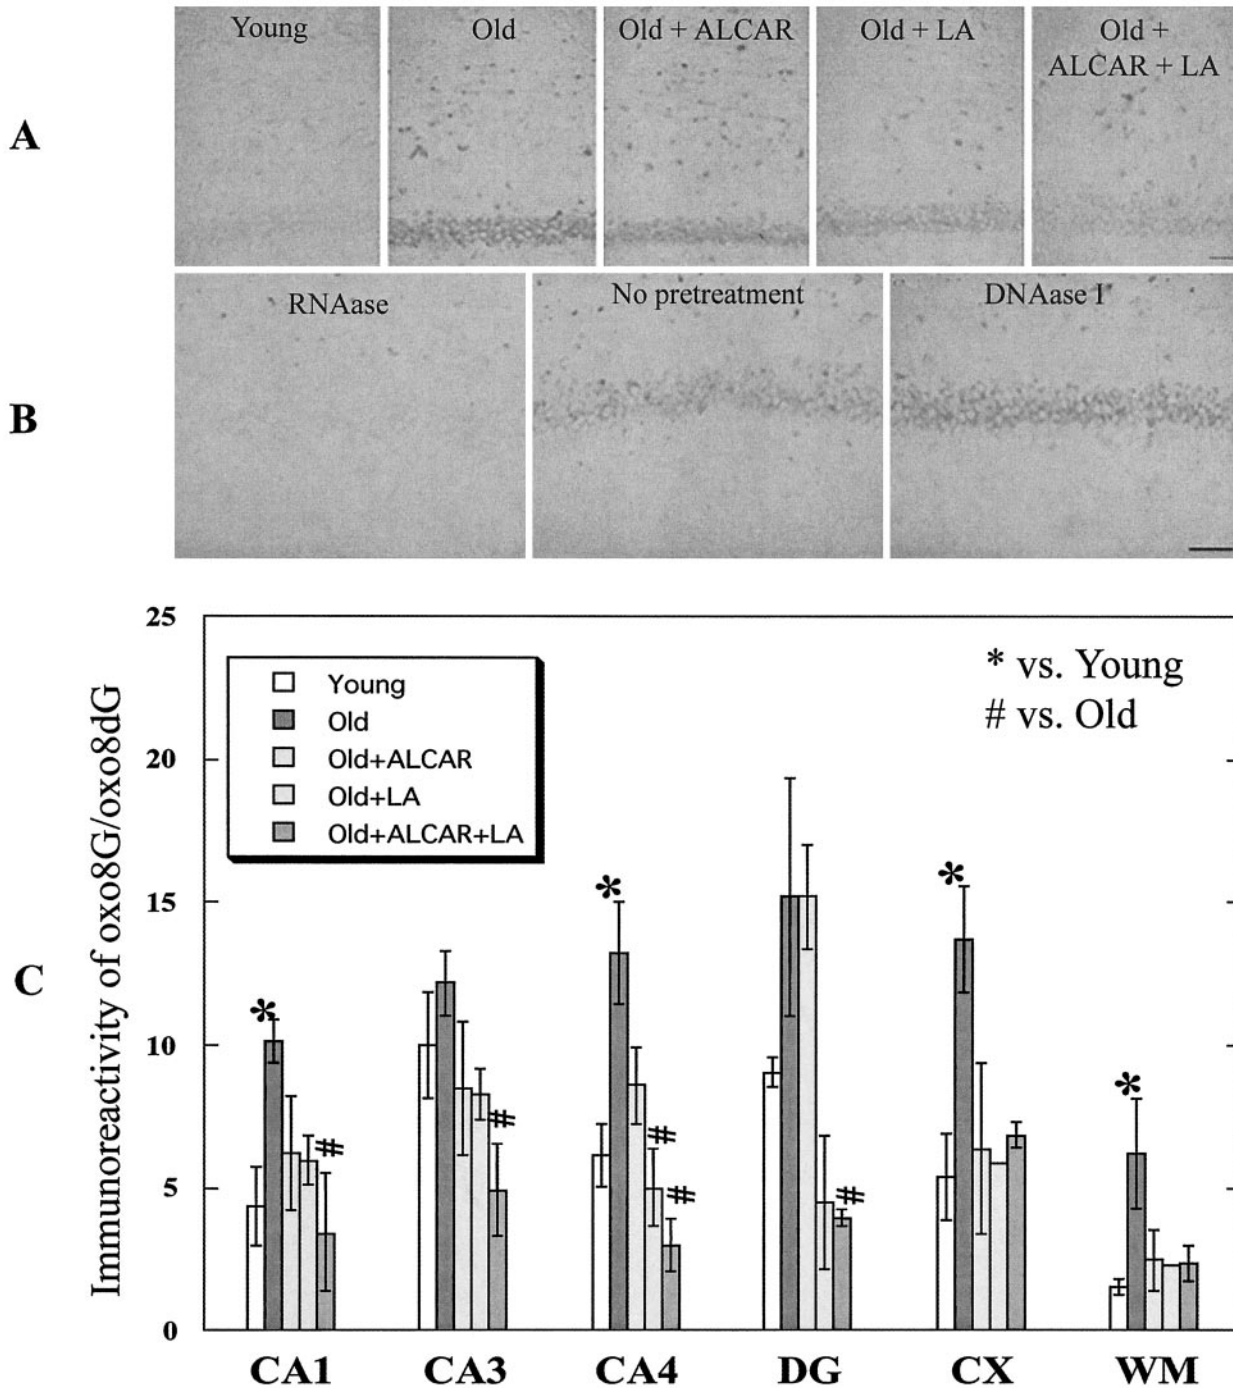 A
Young
Old
Old + ALCAR
Old + LA
Old +
ALCAR + LA
B
RNAase
No pretreatment
DNAase I
C
Immunoreactivity of oxo8G/oxo8dG
25
20
15
10
5
0
Young
Old
Old+ALCAR
Old+LA
Old+ALCAR+LA
* vs. Young
# vs. Old
*
#
#
*
#
#
#
*
*
CA1 CA3 CA4 DG CX WM